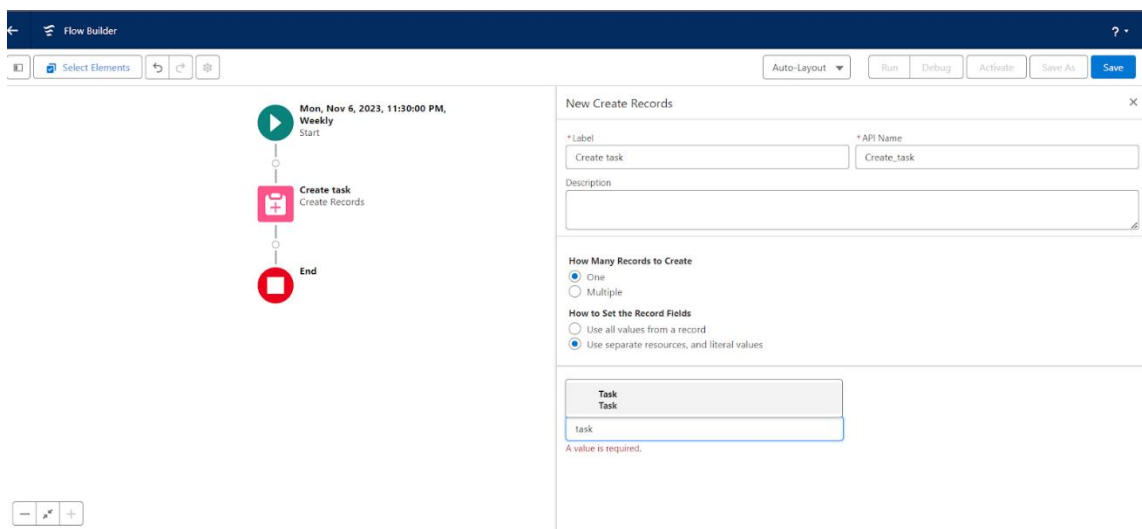 Flow Builder
?
Select Elements
Auto-Layout
Run
Debug
Activate
Save As
Save
Mon, Nov 6, 2023, 11:30:00 PM,
Weekly
Start
Create task
Create Records
End
New Create Records
* Label
* API Name
Create task
Create_task
Description
How Many Records to Create
One
Multiple
How to Set the Record Fields
Use all values from a record
Use separate resources, and literal values
Task
Task
task
A value is required.